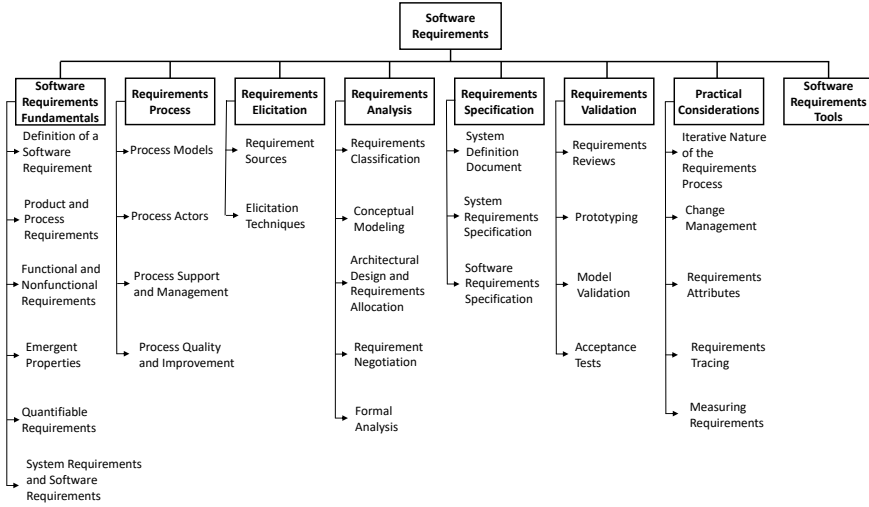 Software
Requirements
Software
Requirements
Fundamentals
Requirements
Process
Requirements
Elicitation
Requirements
Analysis
Requirements
Specification
Requirements
Validation
Practical
Considerations
Software
Requirements
Tools
Definition of a
Software
Requirement
Product and
Process
Requirements
Functional and
Nonfunctional
Requirements
Emergent
Properties
Quantifiable
Requirements
System Requirements
and Software
Requirements
Process Models
Process Actors
Process Support
and Management
Process Quality
and Improvement
Requirement
Sources
Elicitation
Techniques
Requirements
Classification
Conceptual
Modeling
Architectural
Design and
Requirements
Allocation
Requirement
Negotiation
Formal
Analysis
System
Definition
Document
System
Requirements
Specification
Software
Requirements
Specification
Requirements
Reviews
Prototyping
Model
Validation
Acceptance
Tests
Iterative Nature
of the
Requirements
Process
Change
Management
Requirements
Attributes
Requirements
Tracing
Measuring
Requirements